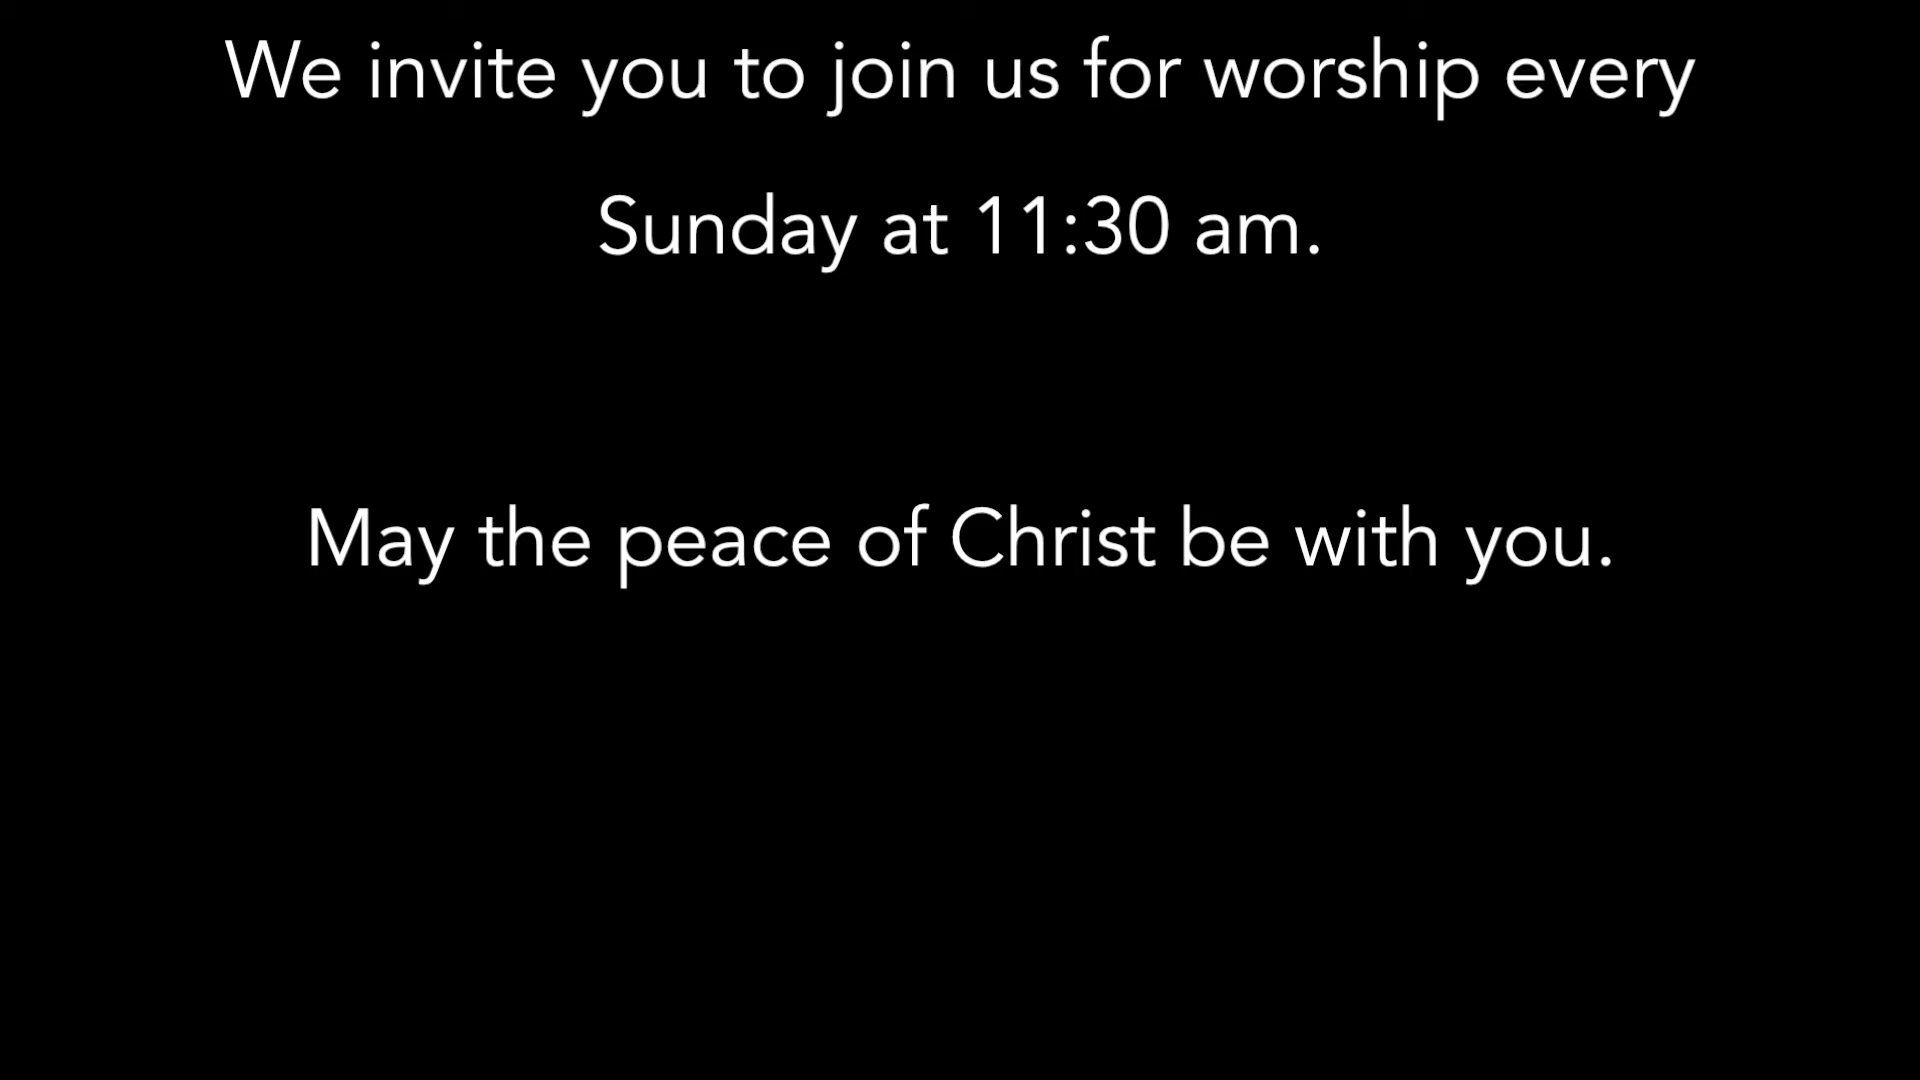 We invite you to join us for worship every
Sunday at 11:30 am.
May the peace of Christ be with you.